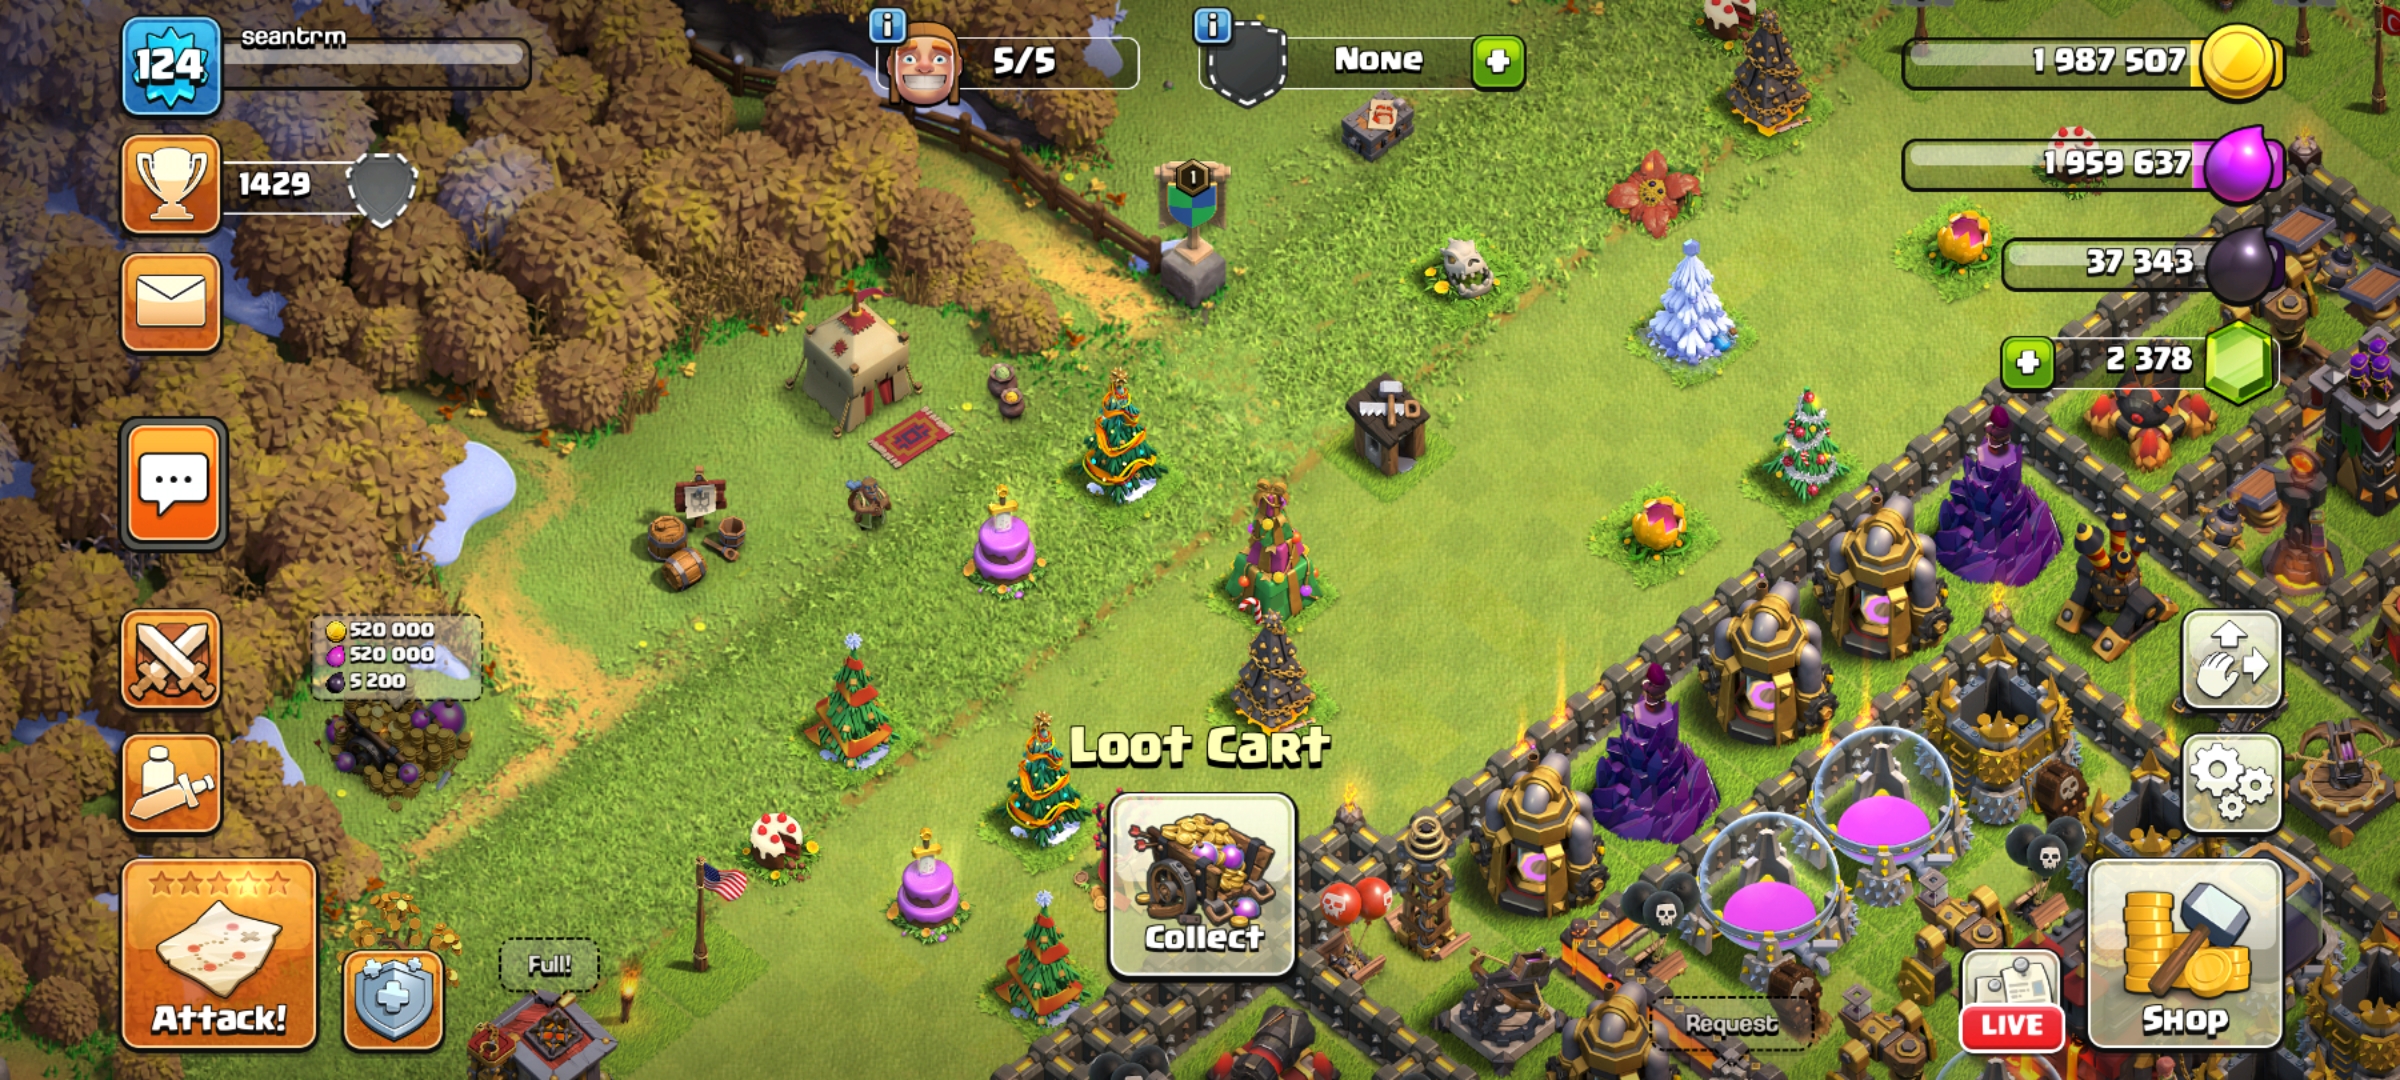 124
seantrm
5/5
None
1 987 507
1429
1 959 637
37 343
2 378
1
520 000
520 000
5 200
Loot Cart
Collect
Full!
Attack!
Request
LIVE
Shop